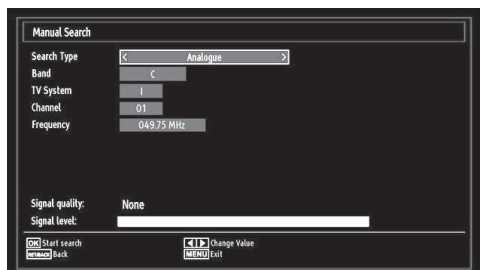 Manual Search
Search Type < Analogue >
Band C
TV System I
Channel 01
Frequency 049.75 MHz
Signal quality: None
Signal level:
OK Start search ◀ ▶ Change Value
RET/BACK Back MENU Exit